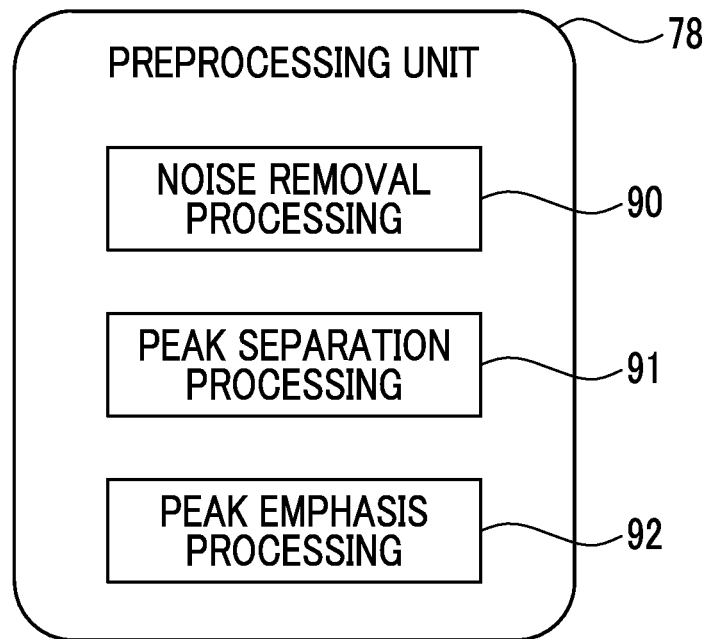 78
PREPROCESSING UNIT
NOISE REMOVAL
PROCESSING
90
PEAK SEPARATION
PROCESSING
91
PEAK EMPHASIS
PROCESSING
92